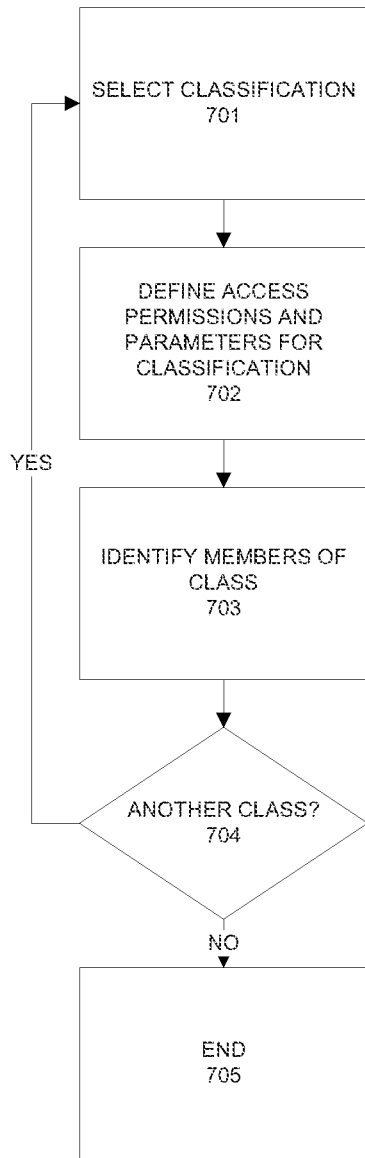 SELECT CLASSIFICATION
701
DEFINE ACCESS
PERMISSIONS AND
PARAMETERS FOR
CLASSIFICATION
702
YES
IDENTIFY MEMBERS OF
CLASS
703
ANOTHER CLASS?
704
NO
END
705